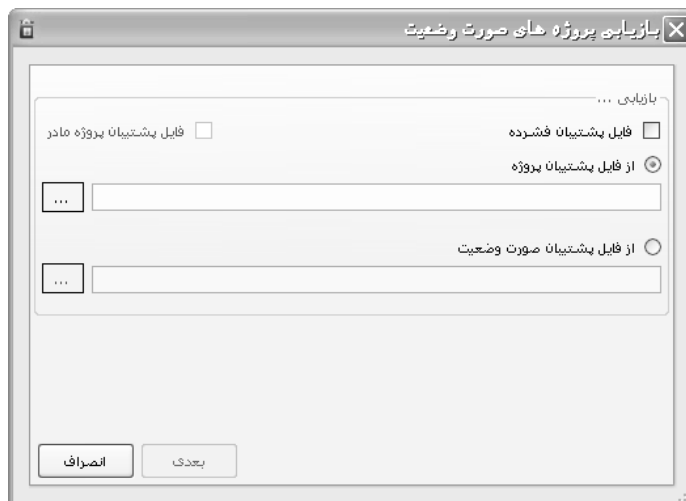 بازیابی پروژه های صورت وضعیت
بازیابی ...
فایل پشتیبان فشرده
فایل پشتیبان پروژه مادر
از فایل پشتیبان پروژه
...
از فایل پشتیبان صورت وضعیت
...
بعدی
انصراف